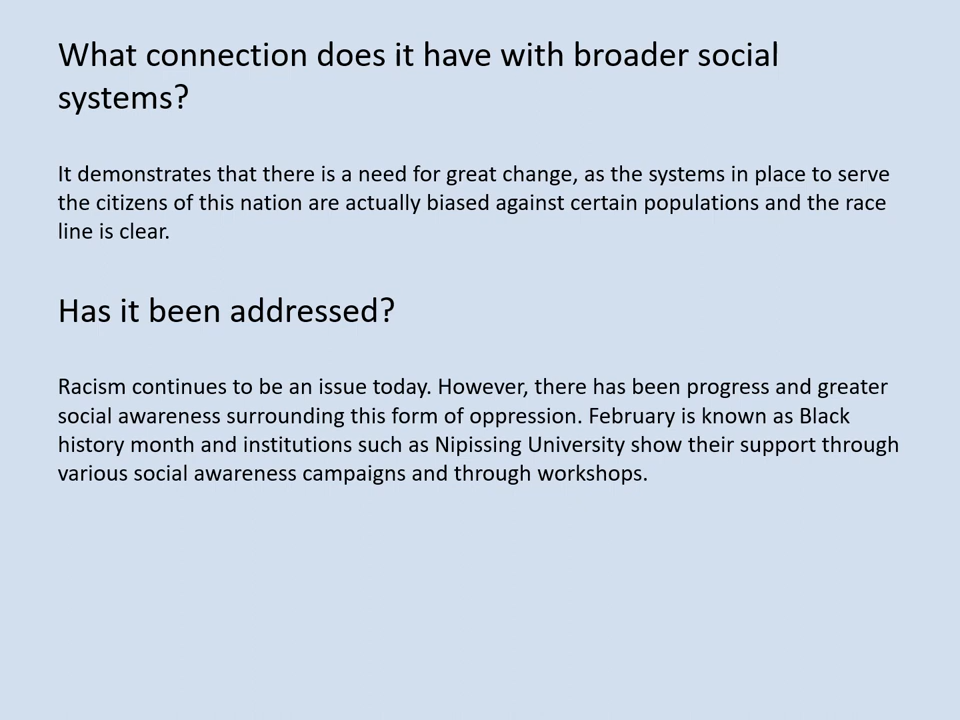 What connection does it have with broader social
systems?
It demonstrates that there is a need for great change, as the systems in place to serve
the citizens of this nation are actually biased against certain populations and the race
line is clear.
Has it been addressed?
Racism continues to be an issue today. However, there has been progress and greater
social awareness surrounding this form of oppression. February is known as Black
history month and institutions such as Nipissing University show their support through
various social awareness campaigns and through workshops.